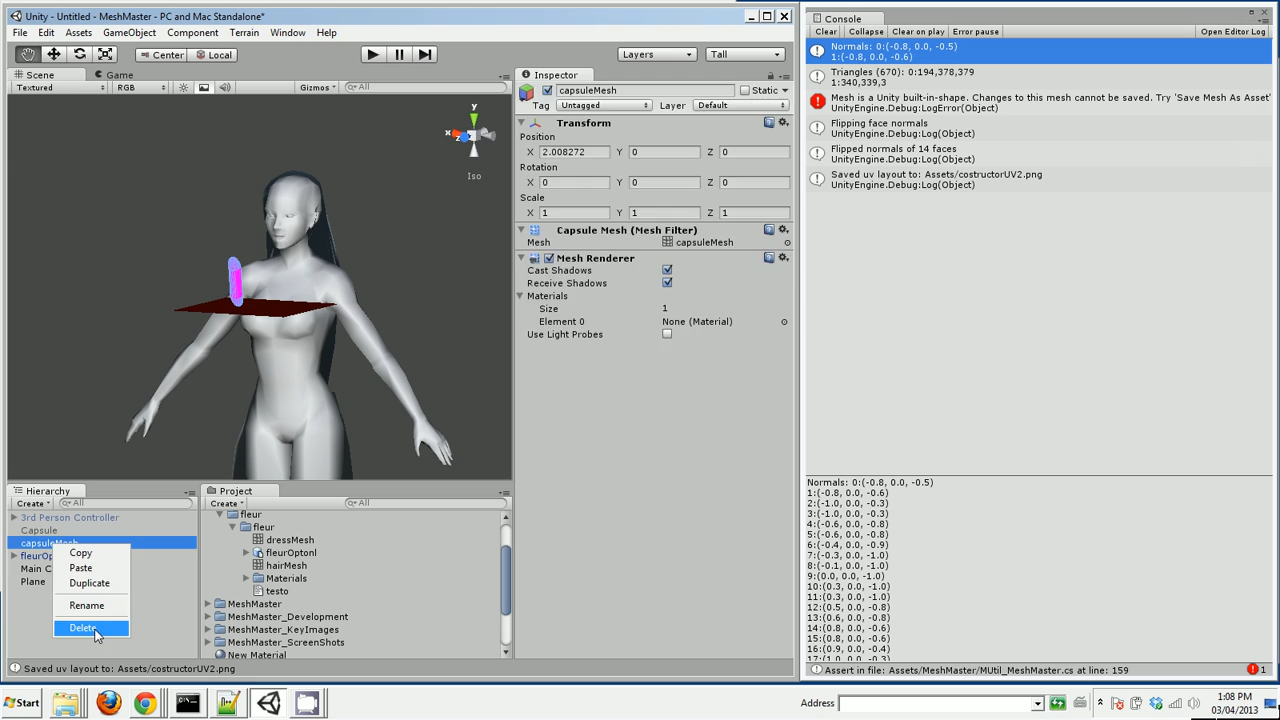 Unity - Untitled - MeshMaster - PC and Mac Standalone*
File Edit Assets GameObject Component Terrain Window Help
Center Local Layers Tall
Scene Game
Textured RGB Gizmos All
y
x
z
Iso
Inspector
capsuleMesh Static
Tag Untagged Layer Default
Transform
Position
X 2.008272 Y 0 Z 0
Rotation
X 0 Y 0 Z 0
Scale
X 1 Y 1 Z 1
Capsule Mesh (Mesh Filter)
Mesh capsuleMesh
Mesh Renderer
Cast Shadows
Receive Shadows
Materials
Size 1
Element 0 None (Material)
Use Light Probes
Hierarchy
Create All
3rd Person Controller
Capsule
capsuleMesh
fleurOp
Main C
Plane
Copy
Paste
Duplicate
Rename
Delete
Project
Create All
fleur
fleur
dressMesh
fleurOptonl
hairMesh
Materials
testo
MeshMaster
MeshMaster_Development
MeshMaster_KeyImages
MeshMaster_ScreenShots
New Material
Saved uv layout to: Assets/costructorUV2.png
Console
Clear Collapse Clear on play Error pause Open Editor Log
Normals: 0:(-0.8, 0.0, -0.5)
1:(-0.8, 0.0, -0.6)
Triangles (670): 0:194,378,379
1:340,339,3
Mesh is a Unity built-in-shape. Changes to this mesh cannot be saved. Try 'Save Mesh As Asset'
UnityEngine.Debug:LogError(Object)
Flipping face normals
UnityEngine.Debug:Log(Object)
Flipped normals of 14 faces
UnityEngine.Debug:Log(Object)
Saved uv layout to: Assets/costructorUV2.png
UnityEngine.Debug:Log(Object)
Normals: 0:(-0.8, 0.0, -0.5)
1:(-0.8, 0.0, -0.6)
2:(-1.0, 0.0, -0.3)
3:(-1.0, 0.0, -0.3)
4:(-0.6, 0.0, -0.8)
5:(-0.6, 0.0, -0.8)
6:(-0.4, 0.0, -0.9)
7:(-0.3, 0.0, -1.0)
8:(-0.1, 0.0, -1.0)
9:(0.0, 0.0, -1.0)
10:(0.3, 0.0, -1.0)
11:(0.3, 0.0, -1.0)
12:(0.5, 0.0, -0.8)
13:(0.6, 0.0, -0.8)
14:(0.8, 0.0, -0.6)
15:(0.8, 0.0, -0.6)
16:(0.9, 0.0, -0.3)
17:(1.0, 0.0, -0.3)
Assert in file: Assets/MeshMaster/MUtil_MeshMaster.cs at line: 159 1
Start Address 1:08 PM
03/04/2013